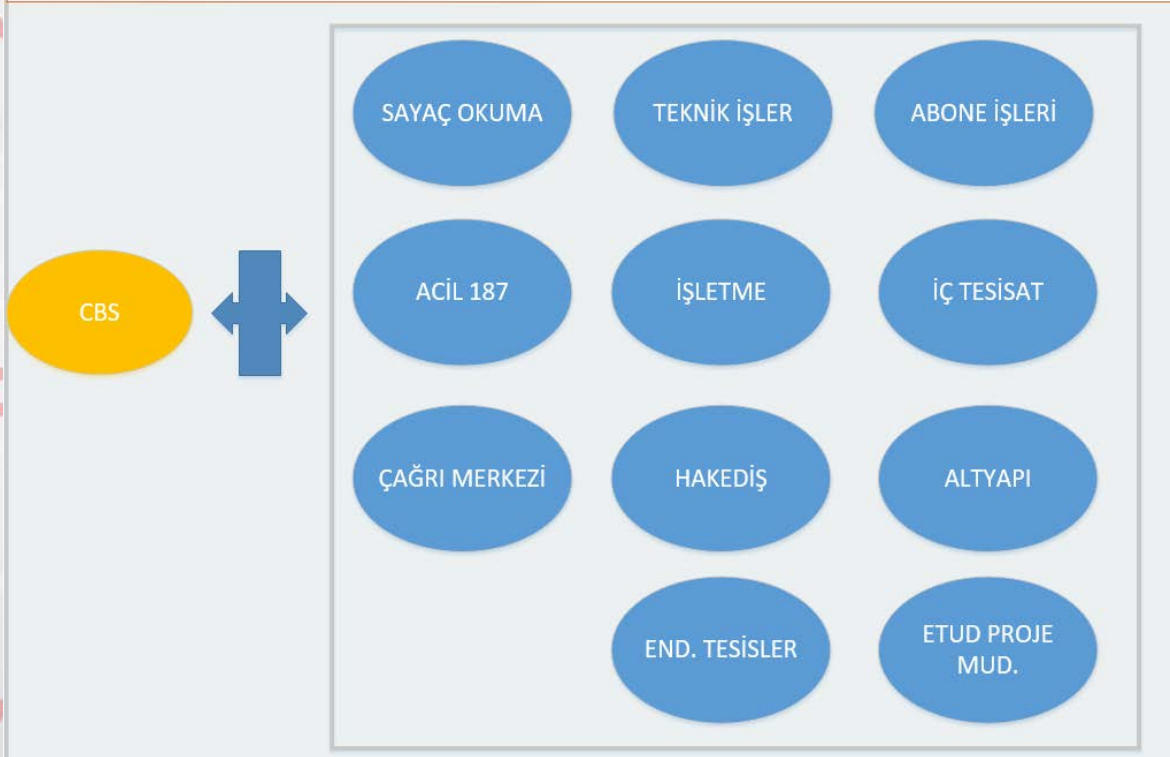 SAYAÇ OKUMA
TEKNİK İŞLER
ABONE İŞLERİ
CBS
ACİL 187
İŞLETME
İÇ TESİSAT
ÇAĞRI MERKEZİ
HAKEDİŞ
ALTYAPI
END. TESİSLER
ETUD PROJE
MUD.